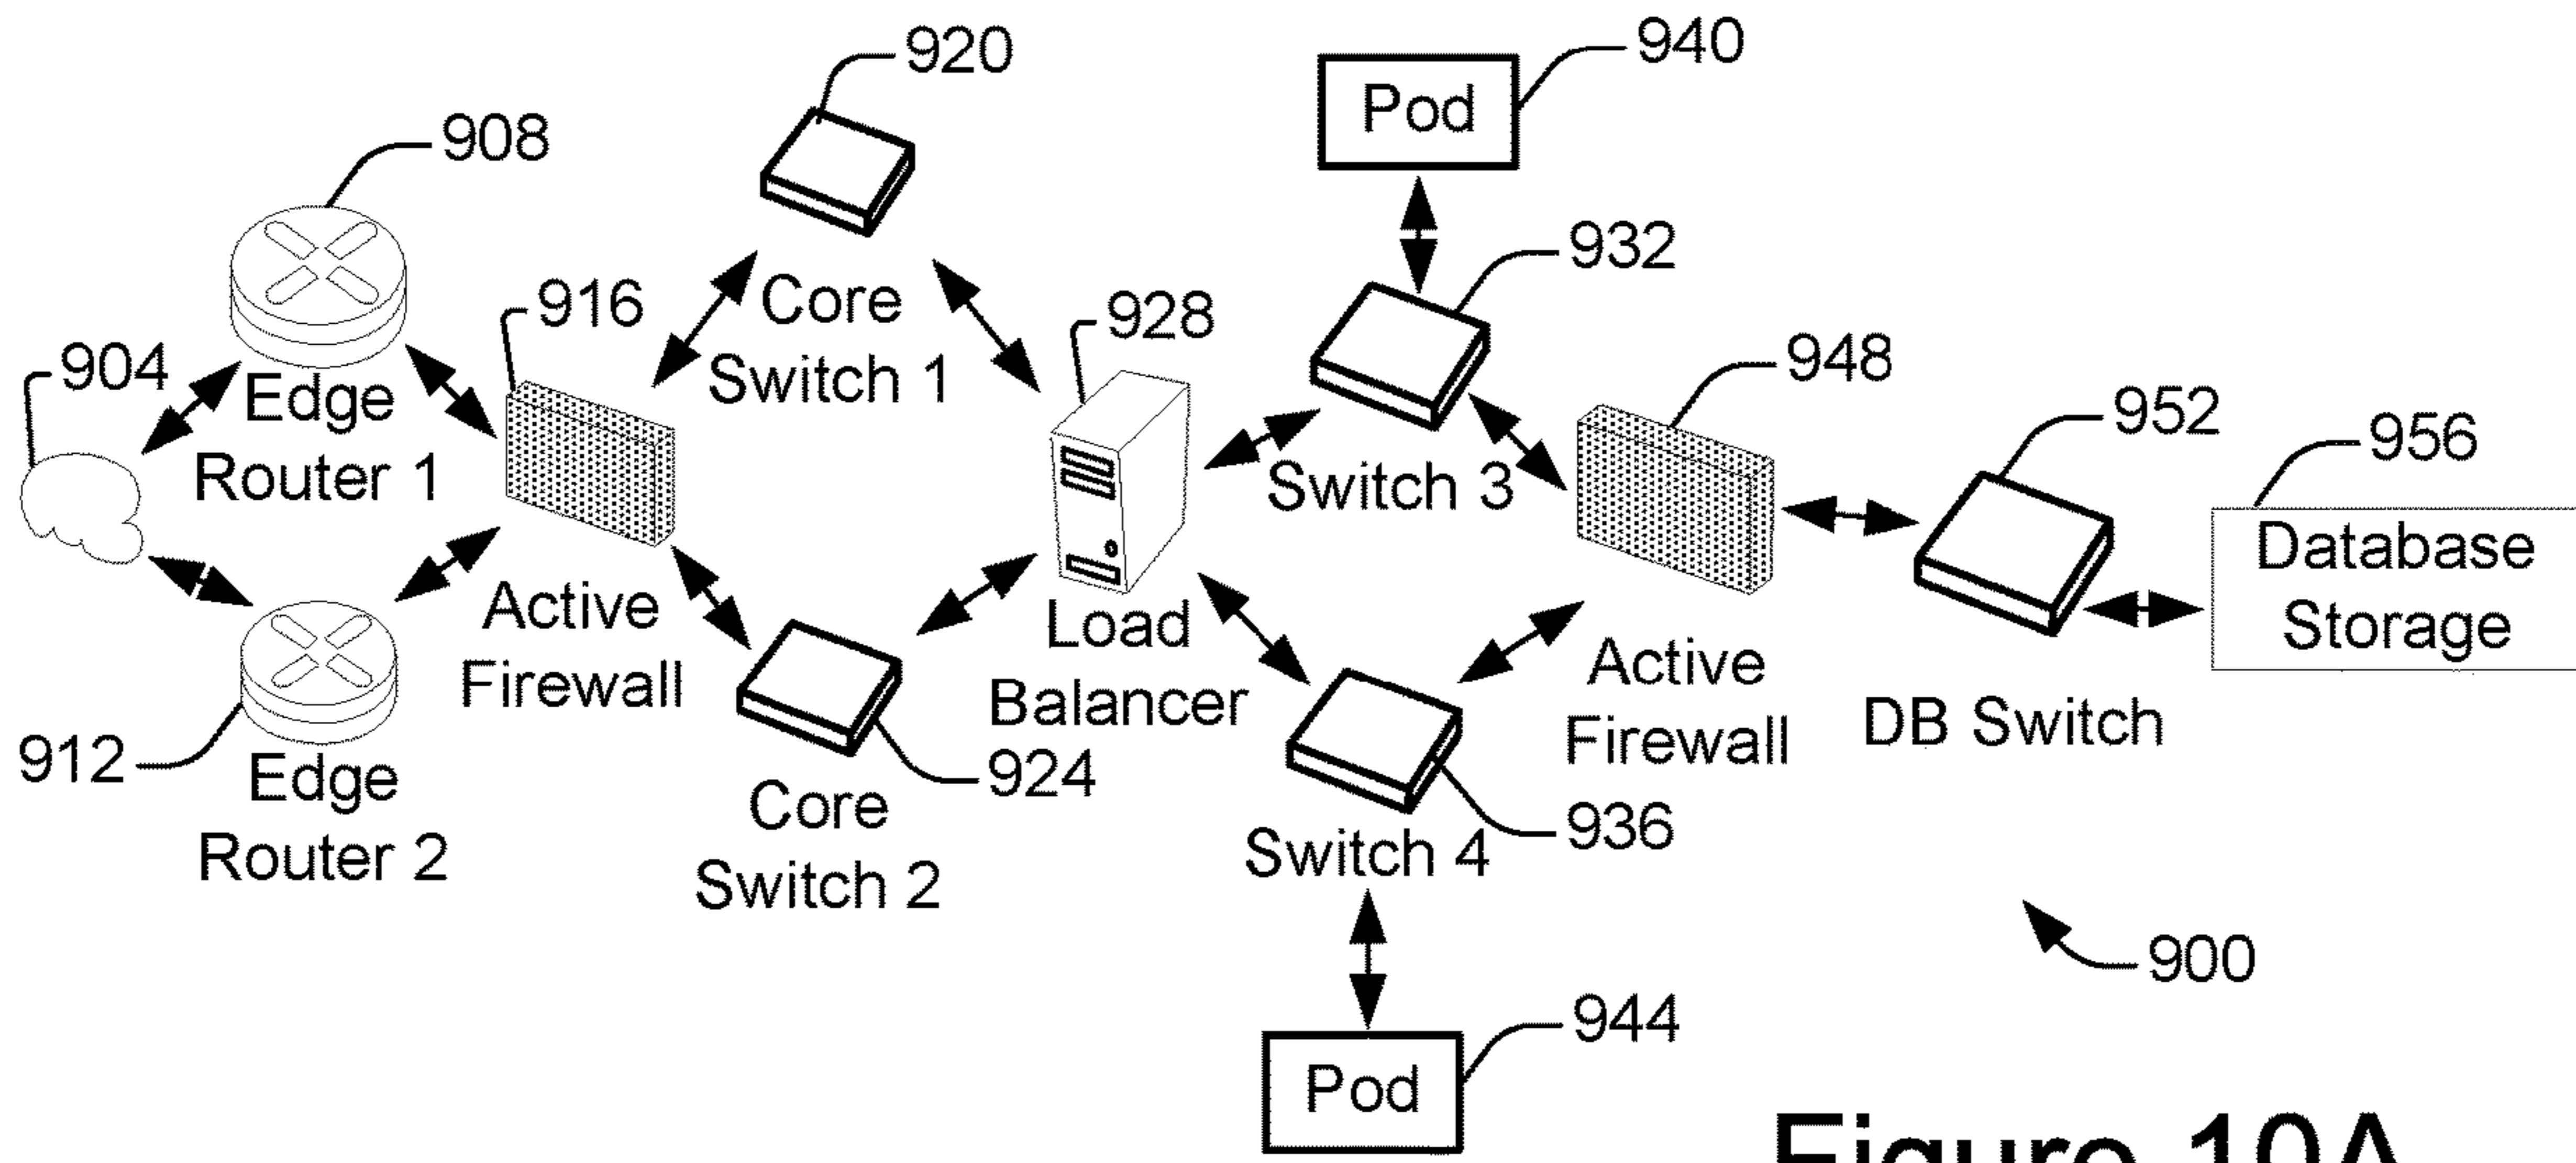 920
940
Pod
908
932
916
Core
Switch 1
928
948
904
Edge
Router 1
952
956
Switch 3
Database
Storage
Active
Firewall
Load
Balancer
Active
Firewall
DB Switch
912
Edge
Router 2
924
Core
Switch 2
936
Switch 4
900
944
Pod
Figure 10A